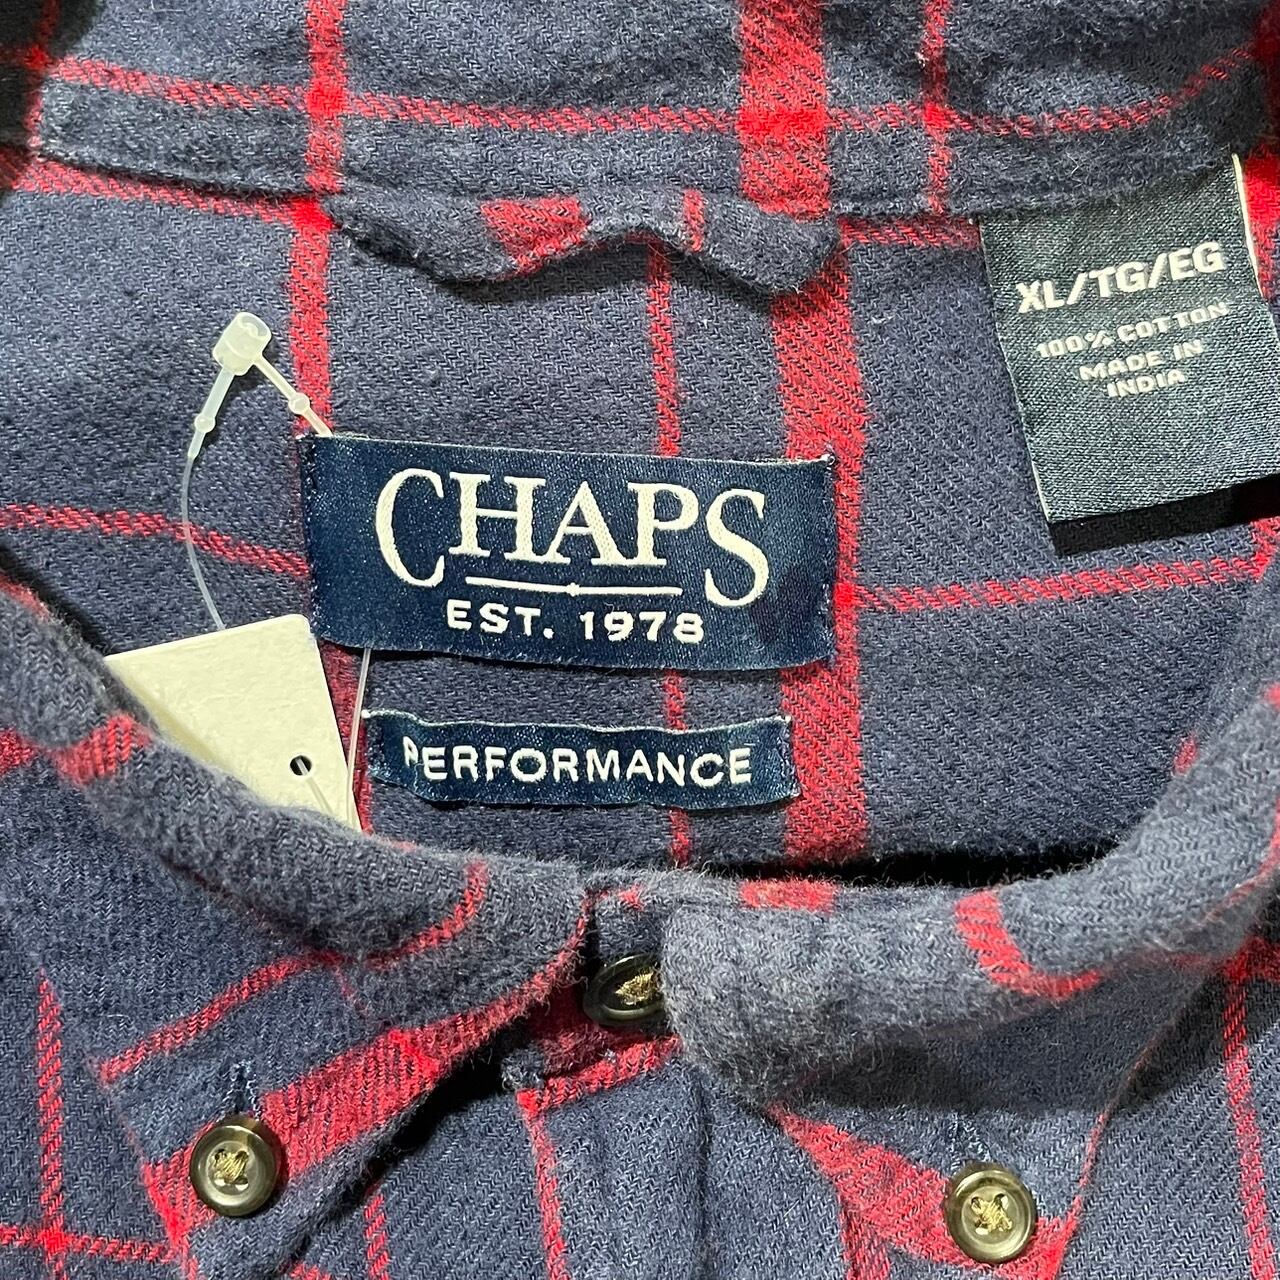 XL/TG/EG
100% COTTON
MADE IN
INDIA
CHAPS
EST. 1978
PERFORMANCE